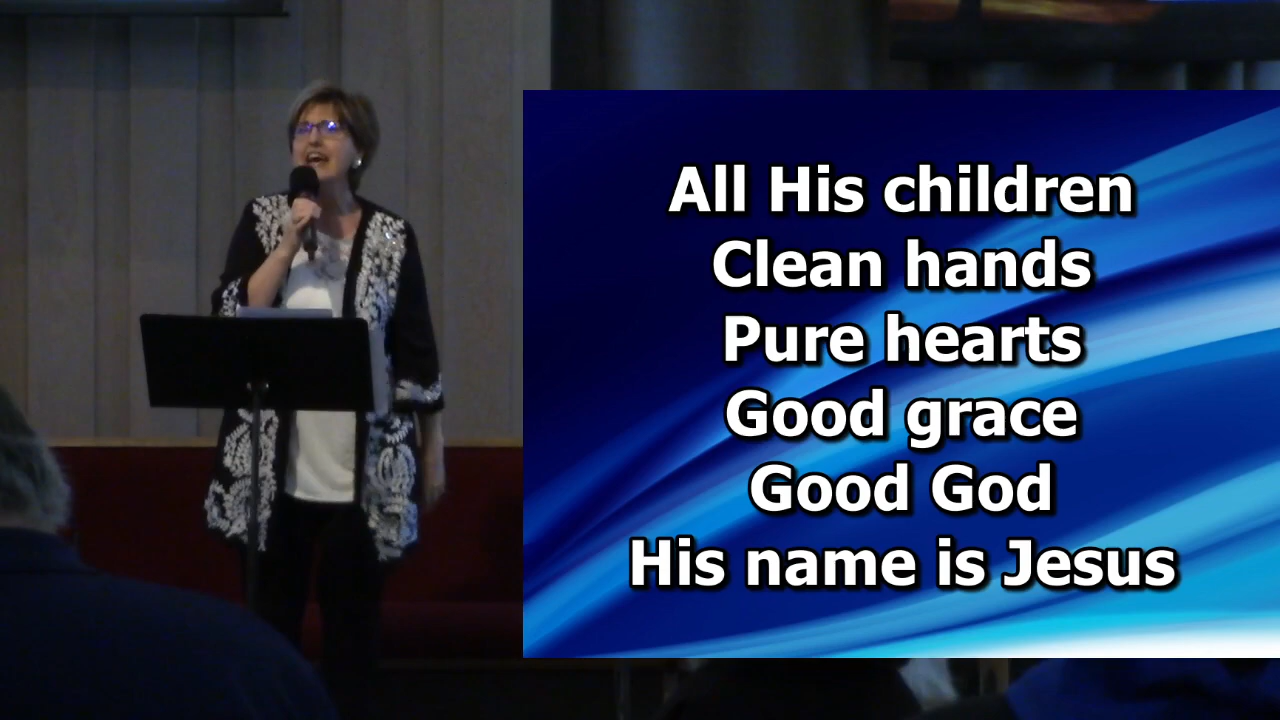 All His children
Clean hands
Pure hearts
Good grace
Good God
His name is Jesus